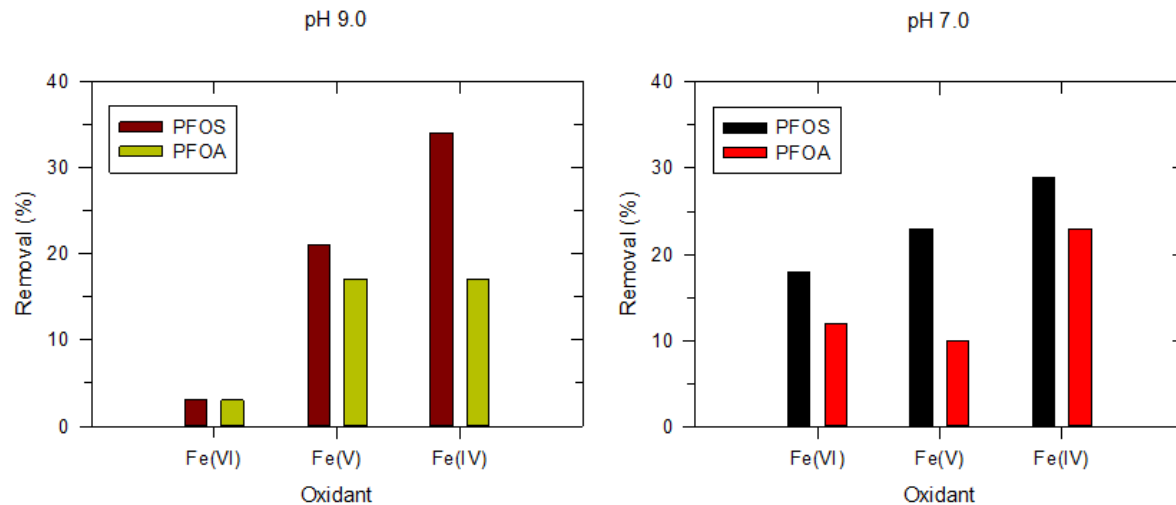 pH 9.0
40
30
20
10
0
Removal (%)
PFOS
PFOA
Fe(VI)
Fe(V)
Fe(IV)
Oxidant
pH 7.0
40
30
20
10
0
Removal (%)
PFOS
PFOA
Fe(VI)
Fe(V)
Fe(IV)
Oxidant